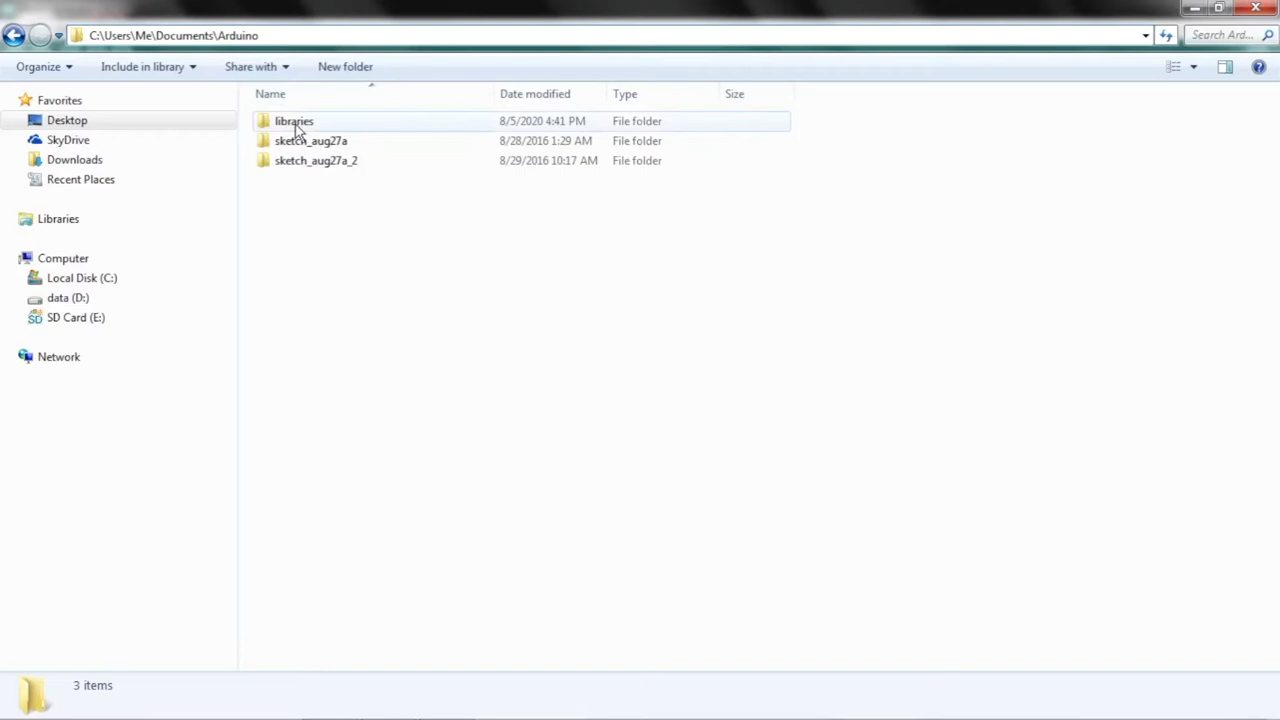 C:\Users\Me\Documents\Arduino
Search Ard...
Organize Include in library Share with New folder
Name Date modified Type Size
Favorites
Desktop
SkyDrive
Downloads
Recent Places
Libraries
Computer
Local Disk (C:)
data (D:)
SD Card (E:)
Network
libraries 8/5/2020 4:41 PM File folder
sketch_aug27a 8/28/2016 1:29 AM File folder
sketch_aug27a_2 8/29/2016 10:17 AM File folder
3 items